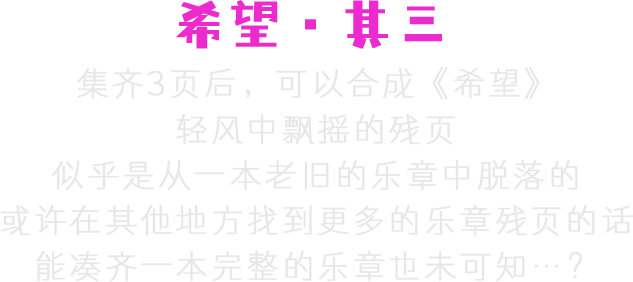 希望·其三
集齐3页后，可以合成《希望》
轻风中飘摇的残页
似乎是从一本老旧的乐章中脱落的
或许在其他地方找到更多的乐章残页的话
能凑齐一本完整的乐章也未可知…？